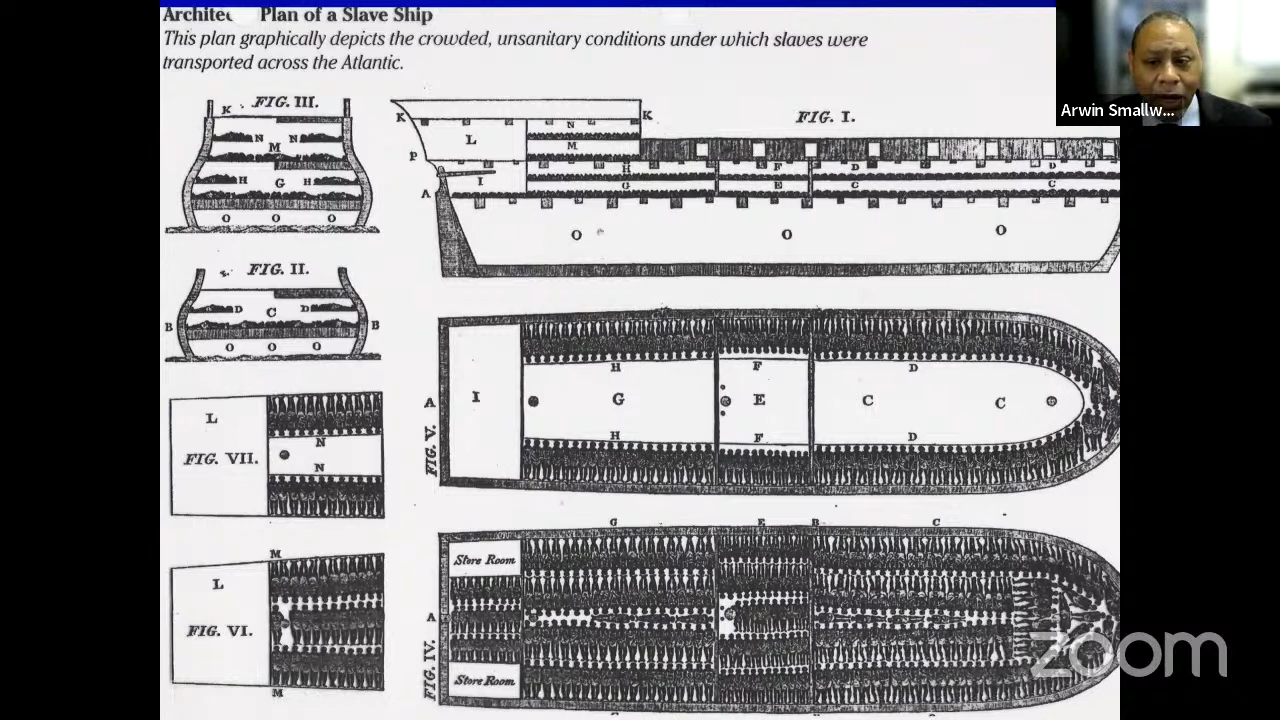 Architec Plan of a Slave Ship
This plan graphically depicts the crowded, unsanitary conditions under which slaves were
transported across the Atlantic.
Arwin Smallw...
K FIG. III.
N N
M
H G H
O O O
FIG. II.
D D
C
B B
O O O
FIG. I.
K K
N
L M
P
H F D D
I G E C C
A
O O O
L
FIG. VII.
N
N
H F D
A I G E C C
H F D
FIG. V.
M
L
FIG. VI.
M
G E B C
Store Room
A
Store Room
FIG. IV.
zoom